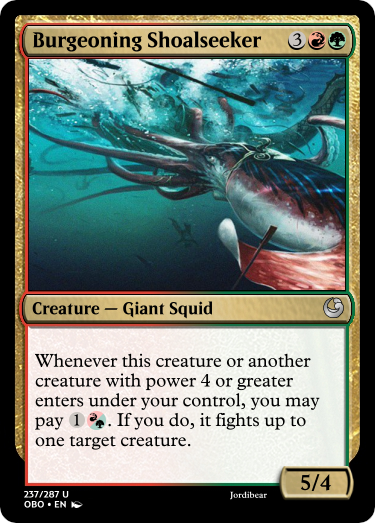 Burgeoning Shoalseeker 3
Creature — Giant Squid
Whenever this creature or another
creature with power 4 or greater
enters under your control, you may
pay 1 . If you do, it fights up to
one target creature.
5/4
237/287 U
OBO • EN Jordibear